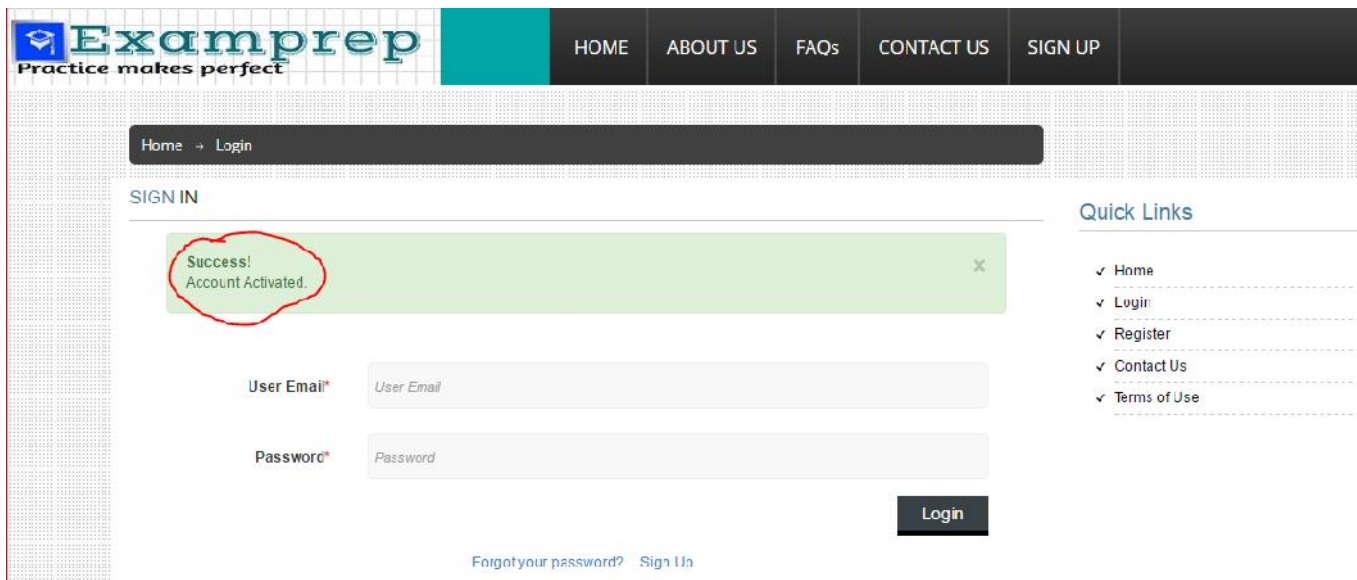 Examprep
Practice makes perfect
HOME ABOUT US FAQs CONTACT US SIGN UP
Home → Login
SIGN IN
Success!
Account Activated.
x
User Email* User Email
Password* Password
Login
Forgot your password? Sign Up
Quick Links
✓ Home
✓ Login
✓ Register
✓ Contact Us
✓ Terms of Use